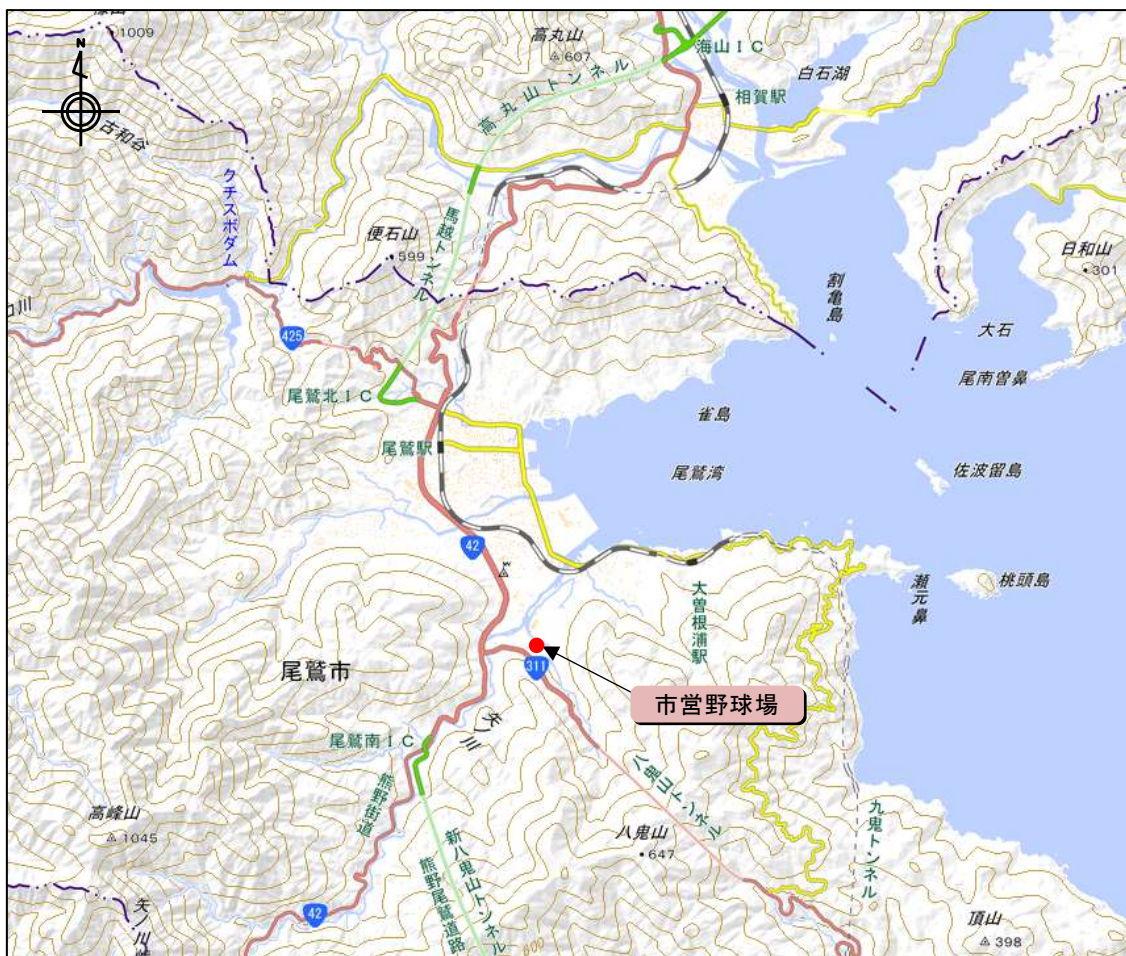 1009
N
高丸山
607
海山IC
白石湖
相賀駅
高丸山トンネル
古和谷
クチスボダム
馬越トンネル
便石山
599
日和山
301
割亀島
大石
尾南曽鼻
425
尾鷲北IC
雀島
尾鷲駅
尾鷲湾
佐波留島
42
瀬元鼻
桃頭島
大曽根浦駅
311
尾鷲市
市営野球場
矢ノ川
尾鷲南IC
熊野街道
八鬼山トンネル
高峰山
1045
八鬼山
647
九鬼トンネル
新八鬼山トンネル
熊野尾鷲道路
42
矢ノ川
頂山
398
600